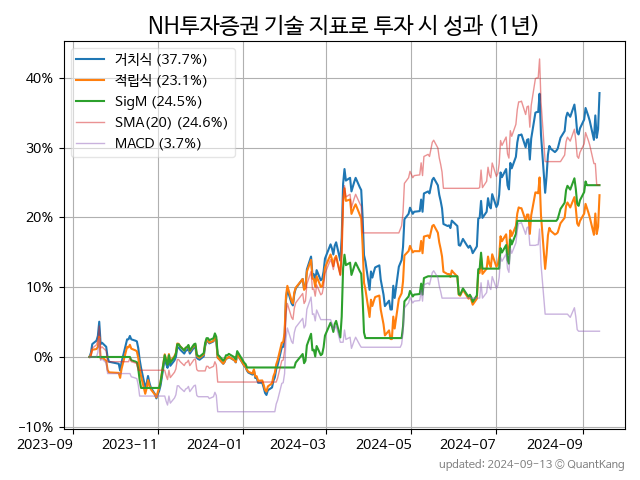 NH투자증권 기술 지표로 투자 시 성과 (1년)
거치식 (37.7%)
적립식 (23.1%)
SigM (24.5%)
SMA(20) (24.6%)
MACD (3.7%)
40%
30%
20%
10%
0%
−10%
2023-09 2023-11 2024-01 2024-03 2024-05 2024-07 2024-09
updated: 2024-09-13 ⓒ QuantKang